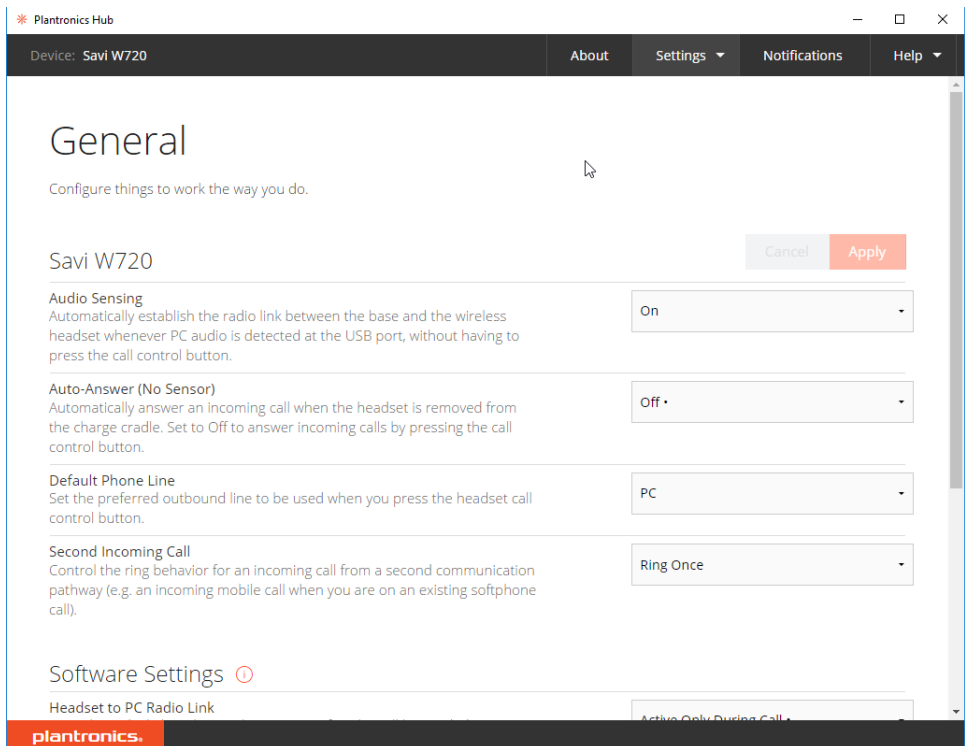 Plantronics Hub
Device: Savi W720
About
Settings
Notifications
Help
General
Configure things to work the way you do.
Savi W720
Cancel
Apply
Audio Sensing
Automatically establish the radio link between the base and the wireless
headset whenever PC audio is detected at the USB port, without having to
press the call control button.
On
Auto-Answer (No Sensor)
Automatically answer an incoming call when the headset is removed from
the charge cradle. Set to Off to answer incoming calls by pressing the call
control button.
Off •
Default Phone Line
Set the preferred outbound line to be used when you press the headset call
control button.
PC
Second Incoming Call
Control the ring behavior for an incoming call from a second communication
pathway (e.g. an incoming mobile call when you are on an existing softphone
call).
Ring Once
Software Settings
Headset to PC Radio Link
Active Only During Call •
plantronics.